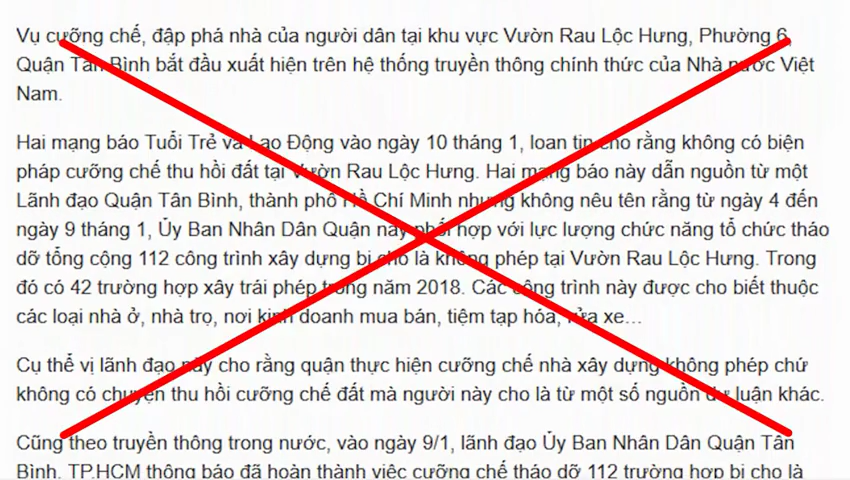 Vụ cưỡng chế, đập phá nhà của người dân tại khu vực Vườn Rau Lộc Hưng, Phường 6,
Quận Tân Bình bắt đầu xuất hiện trên hệ thống truyền thông chính thức của Nhà nước Việt
Nam.
Hai mạng báo Tuổi Trẻ và Lao Động vào ngày 10 tháng 1, loan tin cho rằng không có biện
pháp cưỡng chế thu hồi đất tại Vườn Rau Lộc Hưng. Hai mạng báo này dẫn nguồn từ một
Lãnh đạo Quận Tân Bình, thành phố Hồ Chí Minh nhưng không nêu tên rằng từ ngày 4 đến
ngày 9 tháng 1, Ủy Ban Nhân Dân Quận này phối hợp với lực lượng chức năng tổ chức tháo
dỡ tổng cộng 112 công trình xây dựng bị cho là không phép tại Vườn Rau Lộc Hưng. Trong
đó có 42 trường hợp xây trái phép trong năm 2018. Các công trình này được cho biết thuộc
các loại nhà ở, nhà trọ, nơi kinh doanh mua bán, tiệm tạp hóa, rửa xe...
Cụ thể vị lãnh đạo này cho rằng quận thực hiện cưỡng chế nhà xây dựng không phép chứ
không có chuyện thu hồi cưỡng chế đất mà người này cho là từ một số nguồn dư luận khác.
Cũng theo truyền thông trong nước, vào ngày 9/1, lãnh đạo Ủy Ban Nhân Dân Quận Tân
Bình, TP.HCM thông báo đã hoàn thành việc cưỡng chế tháo dỡ 112 trường hợp bị cho là